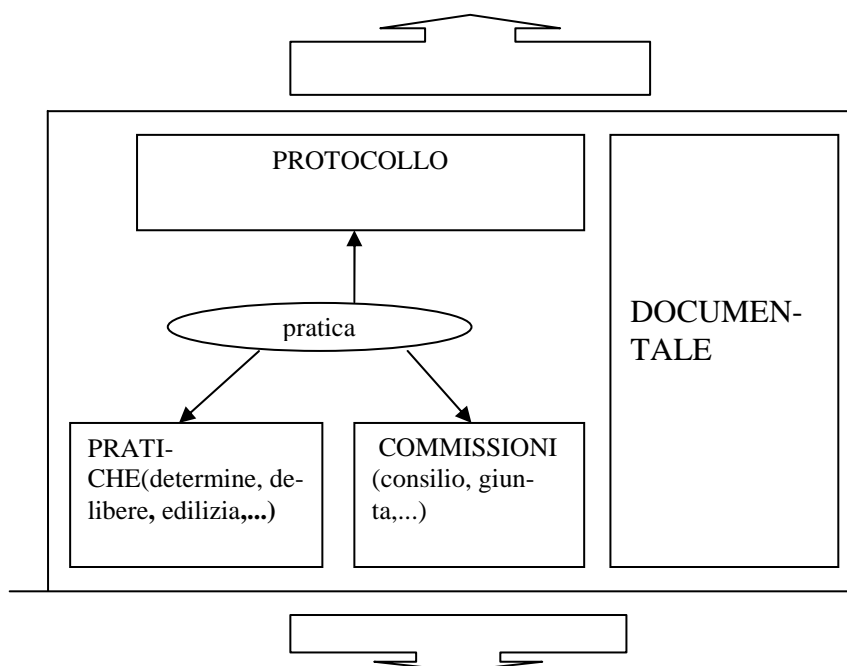 PROTOCOLLO
pratica
DOCUMEN-
TALE
PRATI-
CHE(determine, de-
libere, edilizia,...)
COMMISSIONI
(consilio, giun-
ta,...)